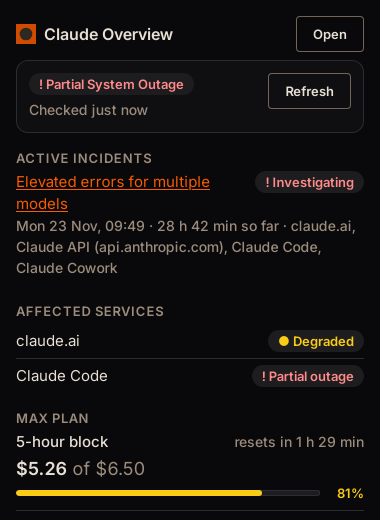 Claude Overview
Open
! Partial System Outage
Refresh
Checked just now
ACTIVE INCIDENTS
Elevated errors for multiple
models
! Investigating
Mon 23 Nov, 09:49 · 28 h 42 min so far · claude.ai,
Claude API (api.anthropic.com), Claude Code,
Claude Cowork
AFFECTED SERVICES
claude.ai
Degraded
Claude Code
! Partial outage
MAX PLAN
5-hour block
resets in 1 h 29 min
$5.26 of $6.50
81%